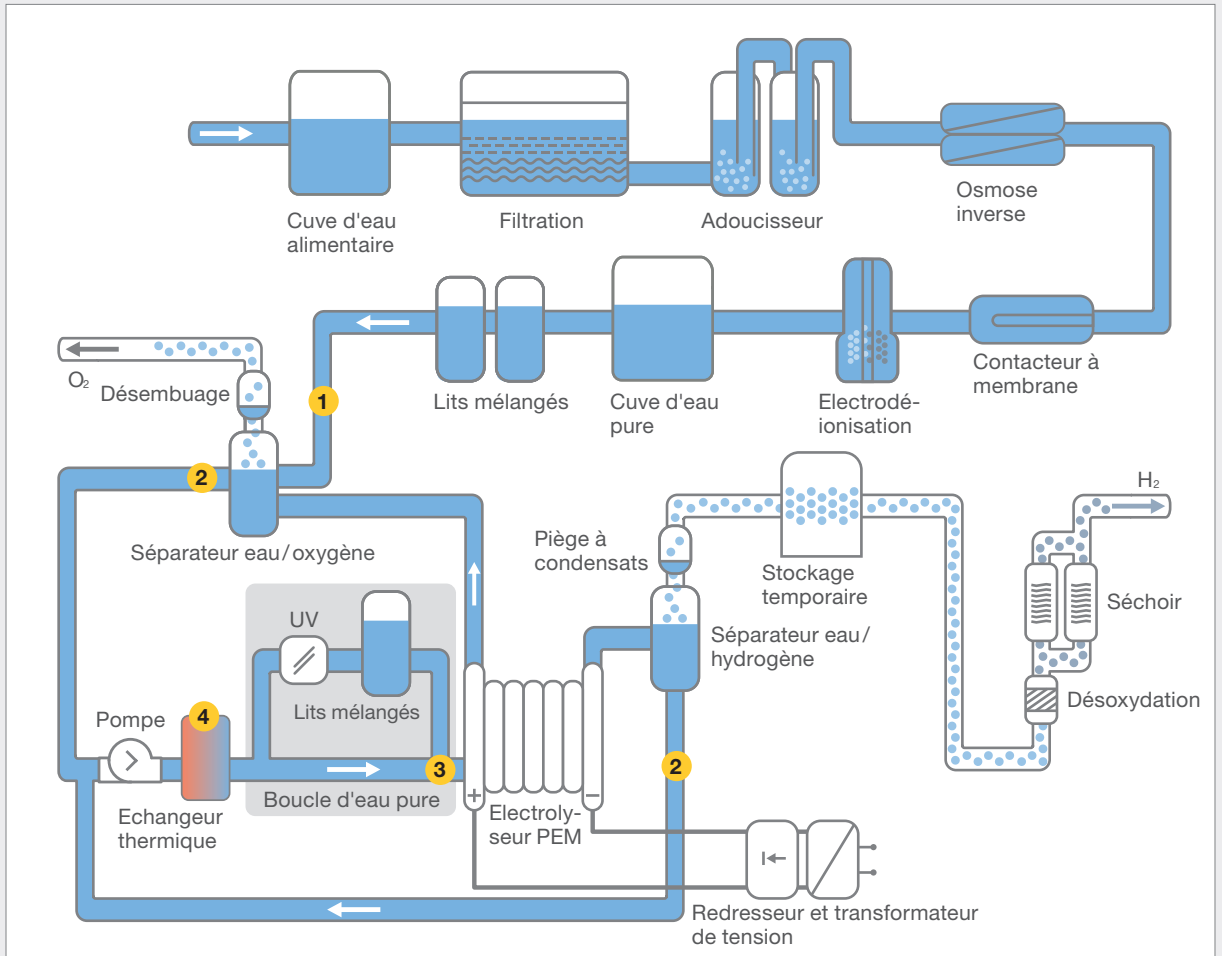 Cuve d'eau
alimentaire
Filtration
Adoucisseur
Osmose
inverse
Lits mélangés
Cuve d'eau
pure
Electrodé-
ionisation
Contacteur à
membrane
O₂
Désembuage
1
2
Séparateur eau/oxygène
Piège à
condensats
Stockage
temporaire
H₂
Séchoir
Désoxydation
Séparateur eau/
hydrogène
UV
Lits mélangés
Pompe
4
3
2
Boucle d'eau pure
Echangeur
thermique
+
−
Electroly-
seur PEM
Redresseur et transformateur
de tension